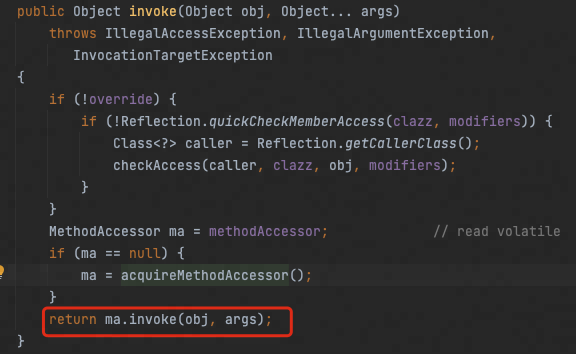 public Object invoke(Object obj, Object... args)
    throws IllegalAccessException, IllegalArgumentException,
       InvocationTargetException
{
    if (!override) {
        if (!Reflection.quickCheckMemberAccess(clazz, modifiers)) {
            Class<?> caller = Reflection.getCallerClass();
            checkAccess(caller, clazz, obj, modifiers);
        }
    }
    MethodAccessor ma = methodAccessor;             // read volatile
    if (ma == null) {
        ma = acquireMethodAccessor();
    }
    return ma.invoke(obj, args);
}